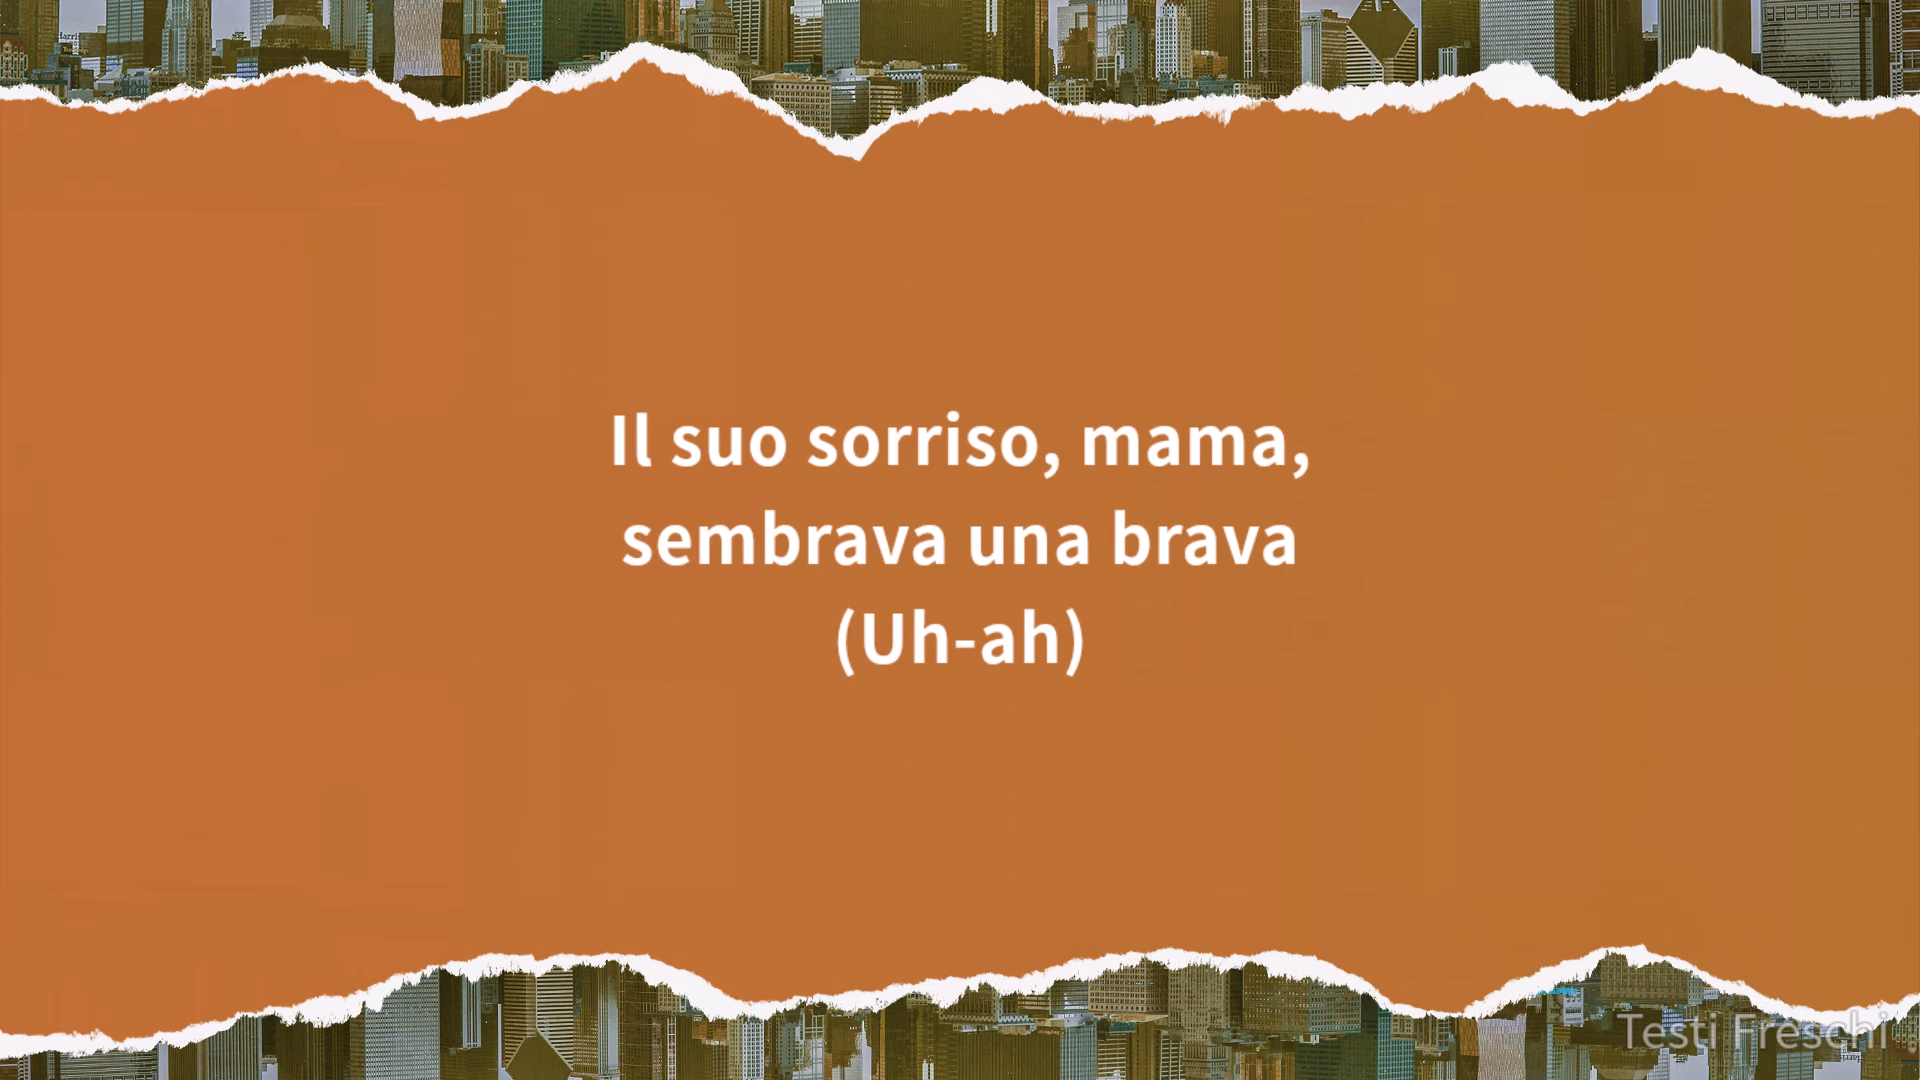 Il suo sorriso, mama,
sembrava una brava
(Uh-ah)
Testi Freschi